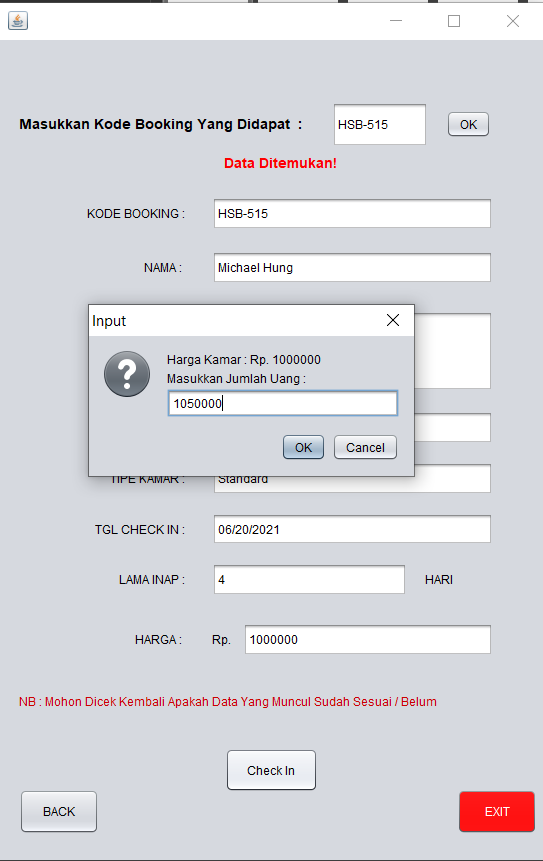 Masukkan Kode Booking Yang Didapat :
HSB-515
OK
Data Ditemukan!
KODE BOOKING :
HSB-515
NAMA :
Michael Hung
Input
?
Harga Kamar : Rp. 1000000
Masukkan Jumlah Uang :
1050000
OK
Cancel
TIPE KAMAR :
Standard
TGL CHECK IN :
06/20/2021
LAMA INAP :
4
HARI
HARGA :
Rp.
1000000
NB : Mohon Dicek Kembali Apakah Data Yang Muncul Sudah Sesuai / Belum
Check In
BACK
EXIT